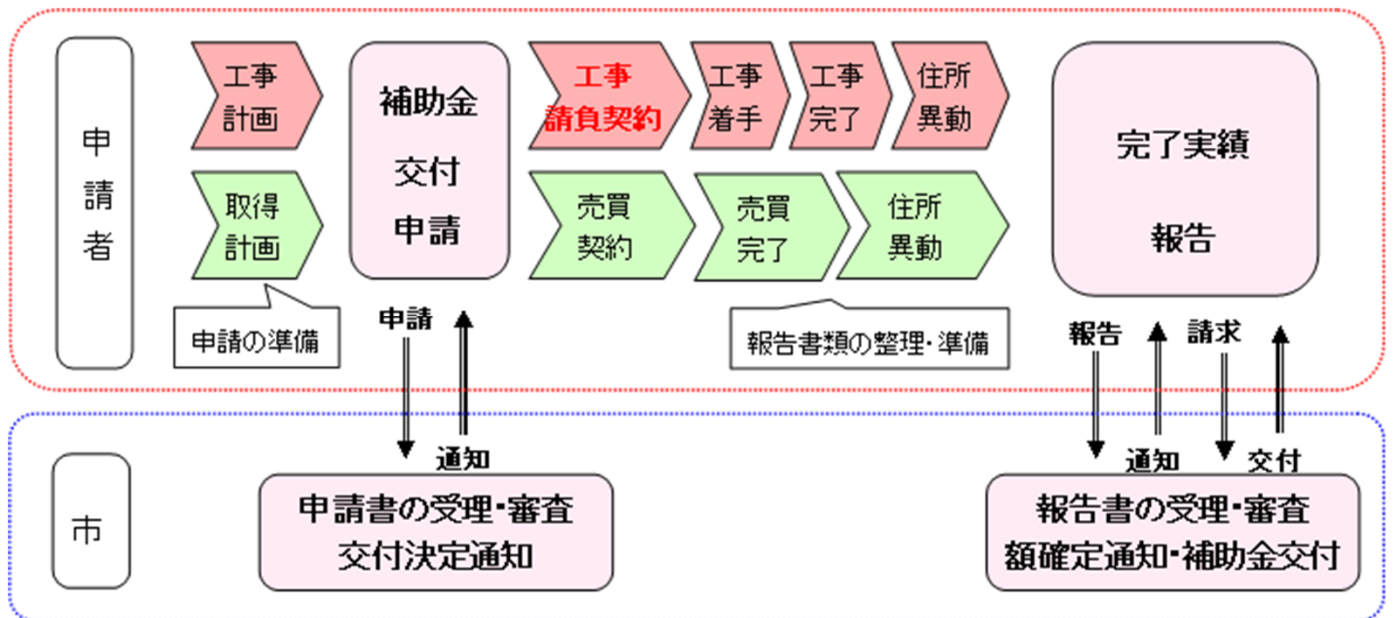 申請者
工事
計画
補助金
交付
申請
工事
請負契約
工事
着手
工事
完了
住所
異動
完了実績
報告
取得
計画
売買
契約
売買
完了
住所
異動
申請の準備
申請
報告書類の整理・準備
報告
請求
通知
通知
交付
市
申請書の受理・審査
交付決定通知
報告書の受理・審査
額確定通知・補助金交付